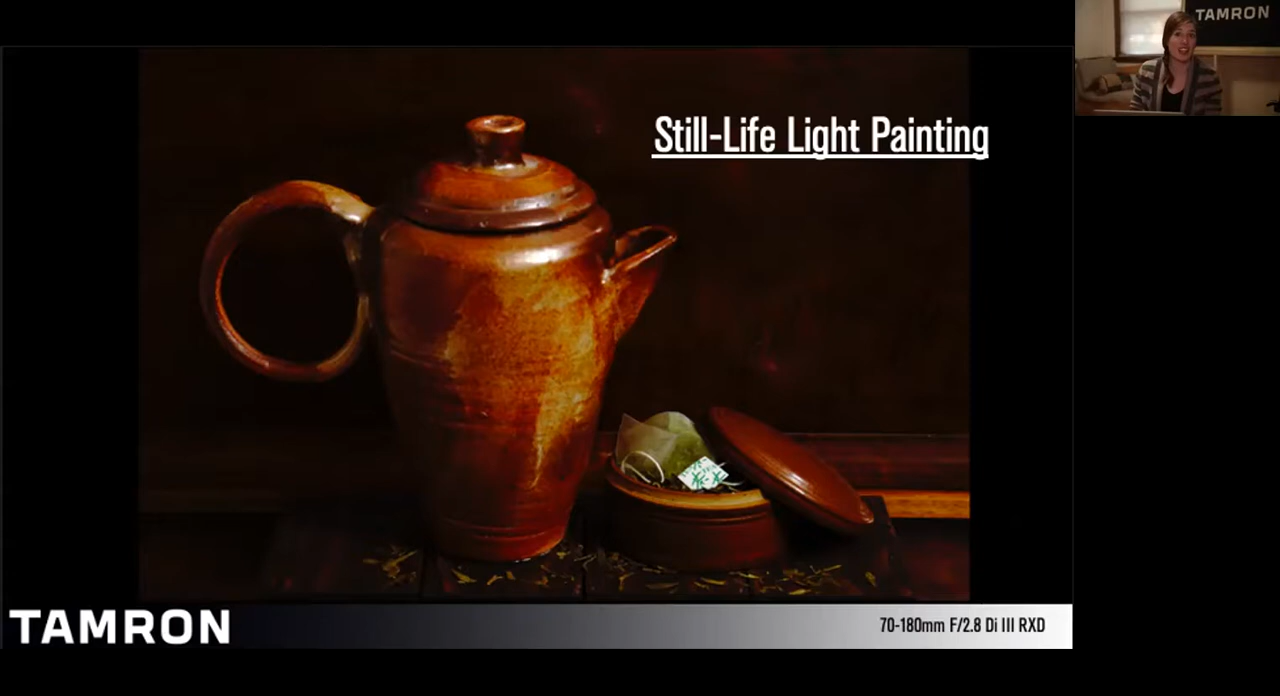 TAMRON
Still-Life Light Painting
TAMRON
70-180mm F/2.8 Di III RXD